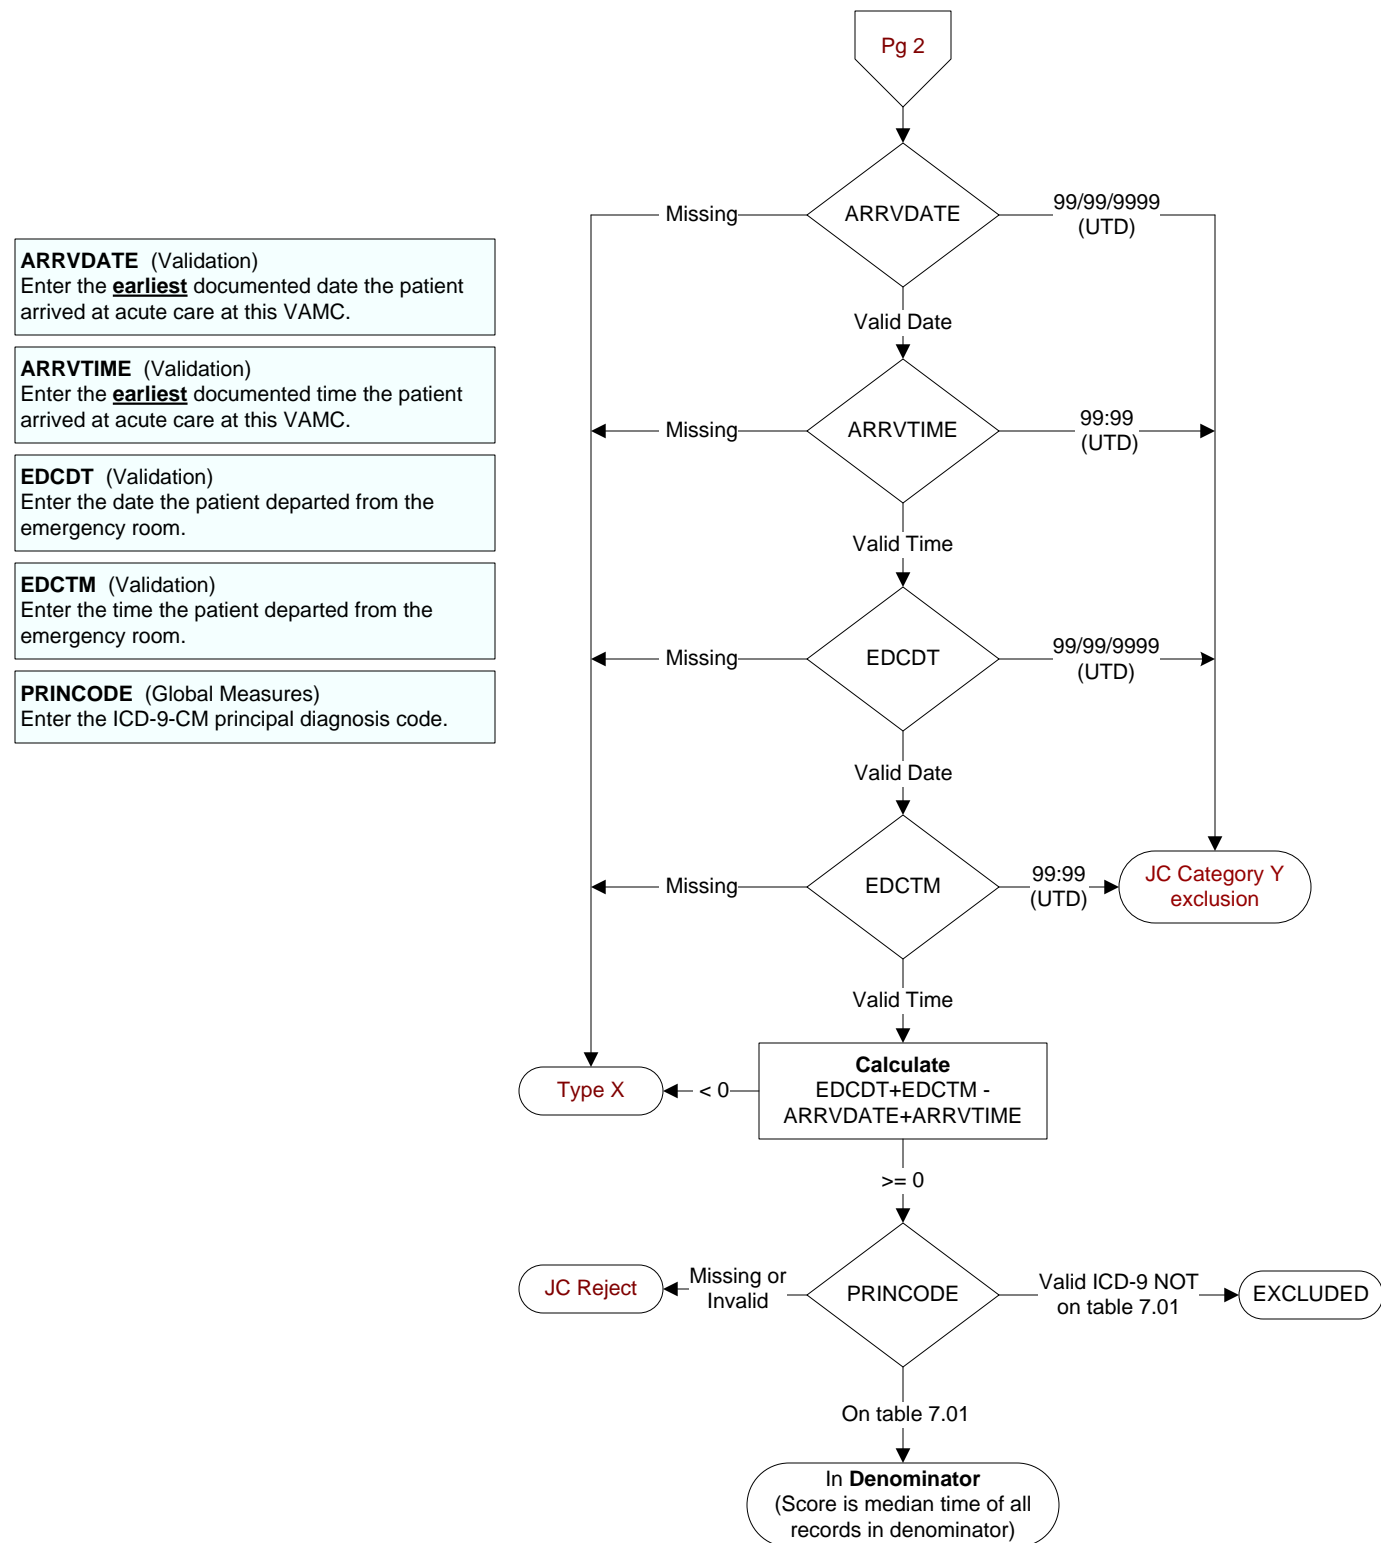 Pg 2
ARRVDATE (Validation)
Enter the earliest documented date the patient
arrived at acute care at this VAMC.
ARRVTIME (Validation)
Enter the earliest documented time the patient
arrived at acute care at this VAMC.
EDCDT (Validation)
Enter the date the patient departed from the
emergency room.
EDCTM (Validation)
Enter the time the patient departed from the
emergency room.
PRINCODE (Global Measures)
Enter the ICD-9-CM principal diagnosis code.
Missing
ARRVDATE
99/99/9999
(UTD)
Valid Date
Missing
ARRVTIME
99:99
(UTD)
Valid Time
Missing
EDCDT
99/99/9999
(UTD)
Valid Date
Missing
EDCTM
99:99
(UTD)
JC Category Y
exclusion
Valid Time
Type X
< 0
Calculate
EDCDT+EDCTM -
ARRVDATE+ARRVTIME
>= 0
JC Reject
Missing or
Invalid
PRINCODE
Valid ICD-9 NOT
on table 7.01
EXCLUDED
On table 7.01
In Denominator
(Score is median time of all
records in denominator)